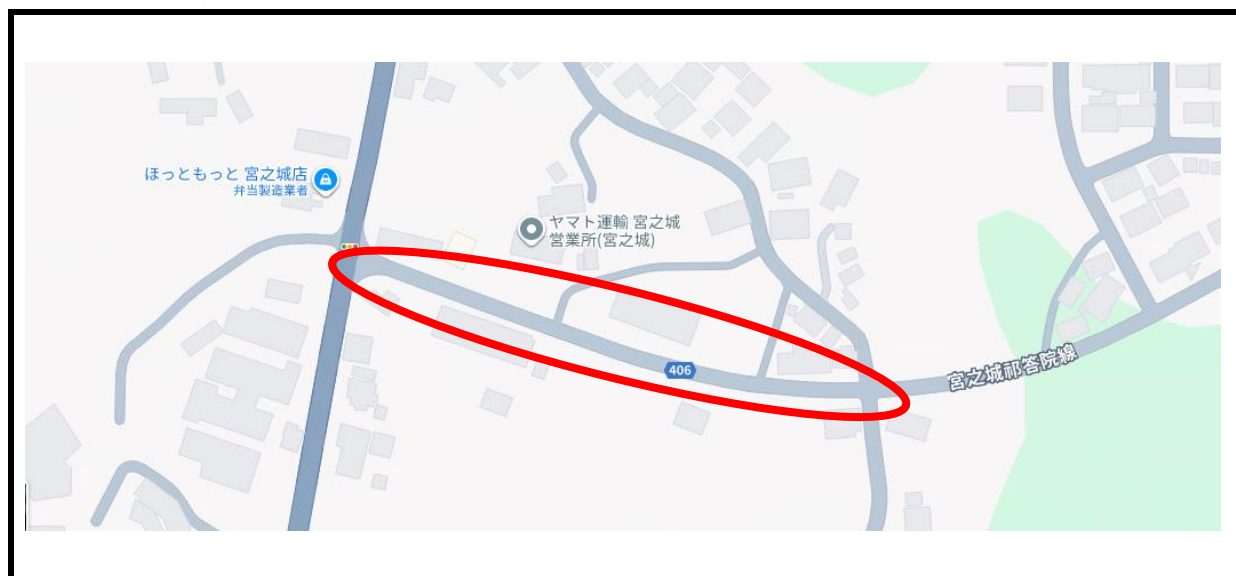 ほっともっと 宮之城店
弁当製造業者
ヤマト運輸 宮之城
営業所(宮之城)
406
宮之城祁答院線